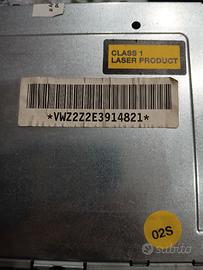 CLASS 1
LASER PRODUCT
*VWZ2Z2E3914821*
02S
subito